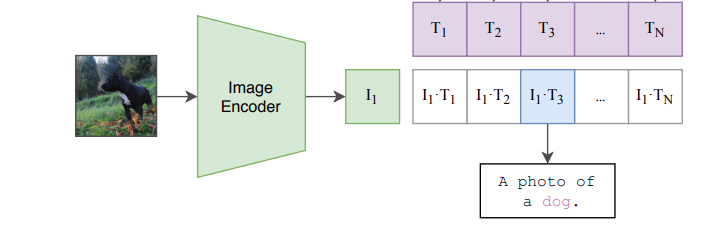 T1 T2 T3 ... TN
Image
Encoder
I1
I1·T1 I1·T2 I1·T3 ... I1·TN
A photo of
a dog.